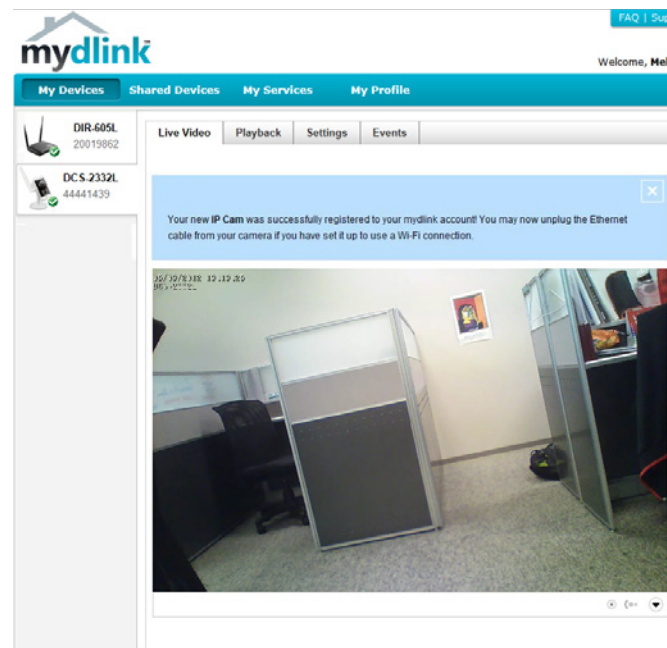 FAQ | Sup
mydlink
Welcome, Mel
My Devices Shared Devices My Services My Profile
DIR-605L
20019862
DCS-2332L
44441439
Live Video Playback Settings Events
Your new IP Cam was successfully registered to your mydlink account! You may now unplug the Ethernet
cable from your camera if you have set it up to use a Wi-Fi connection.